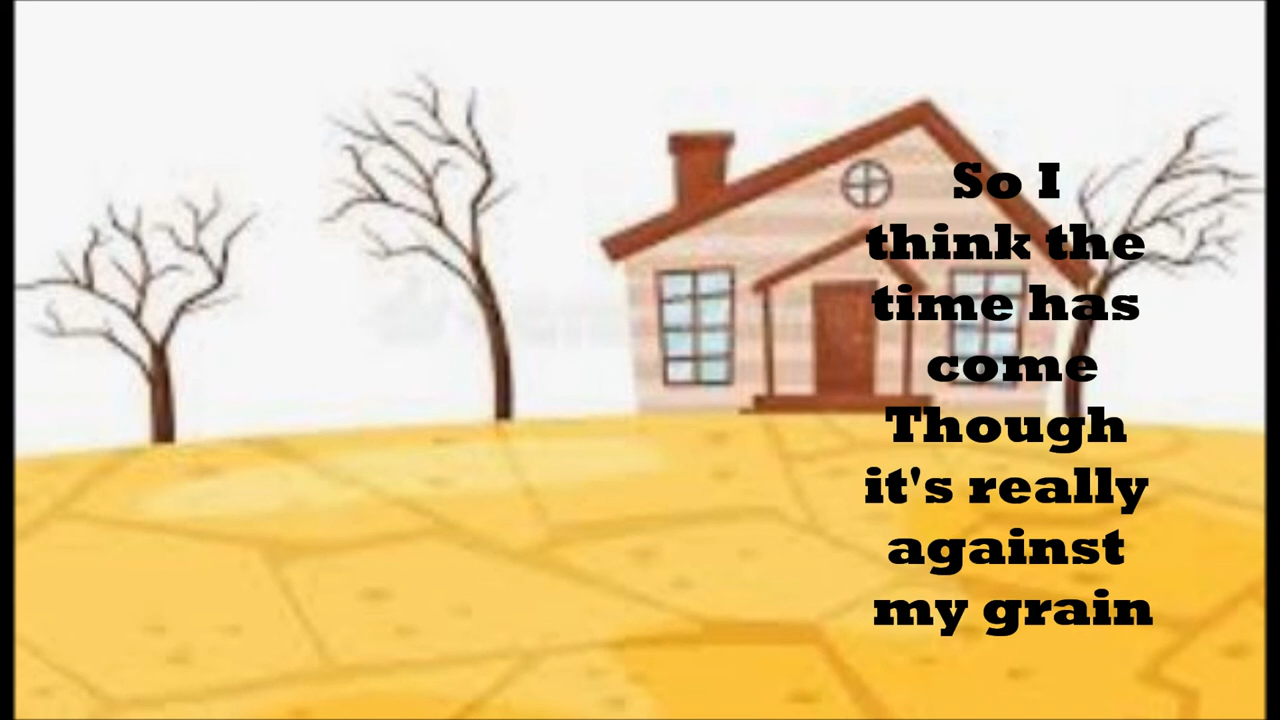 So I
think the
time has
come
Though
it's really
against
my grain